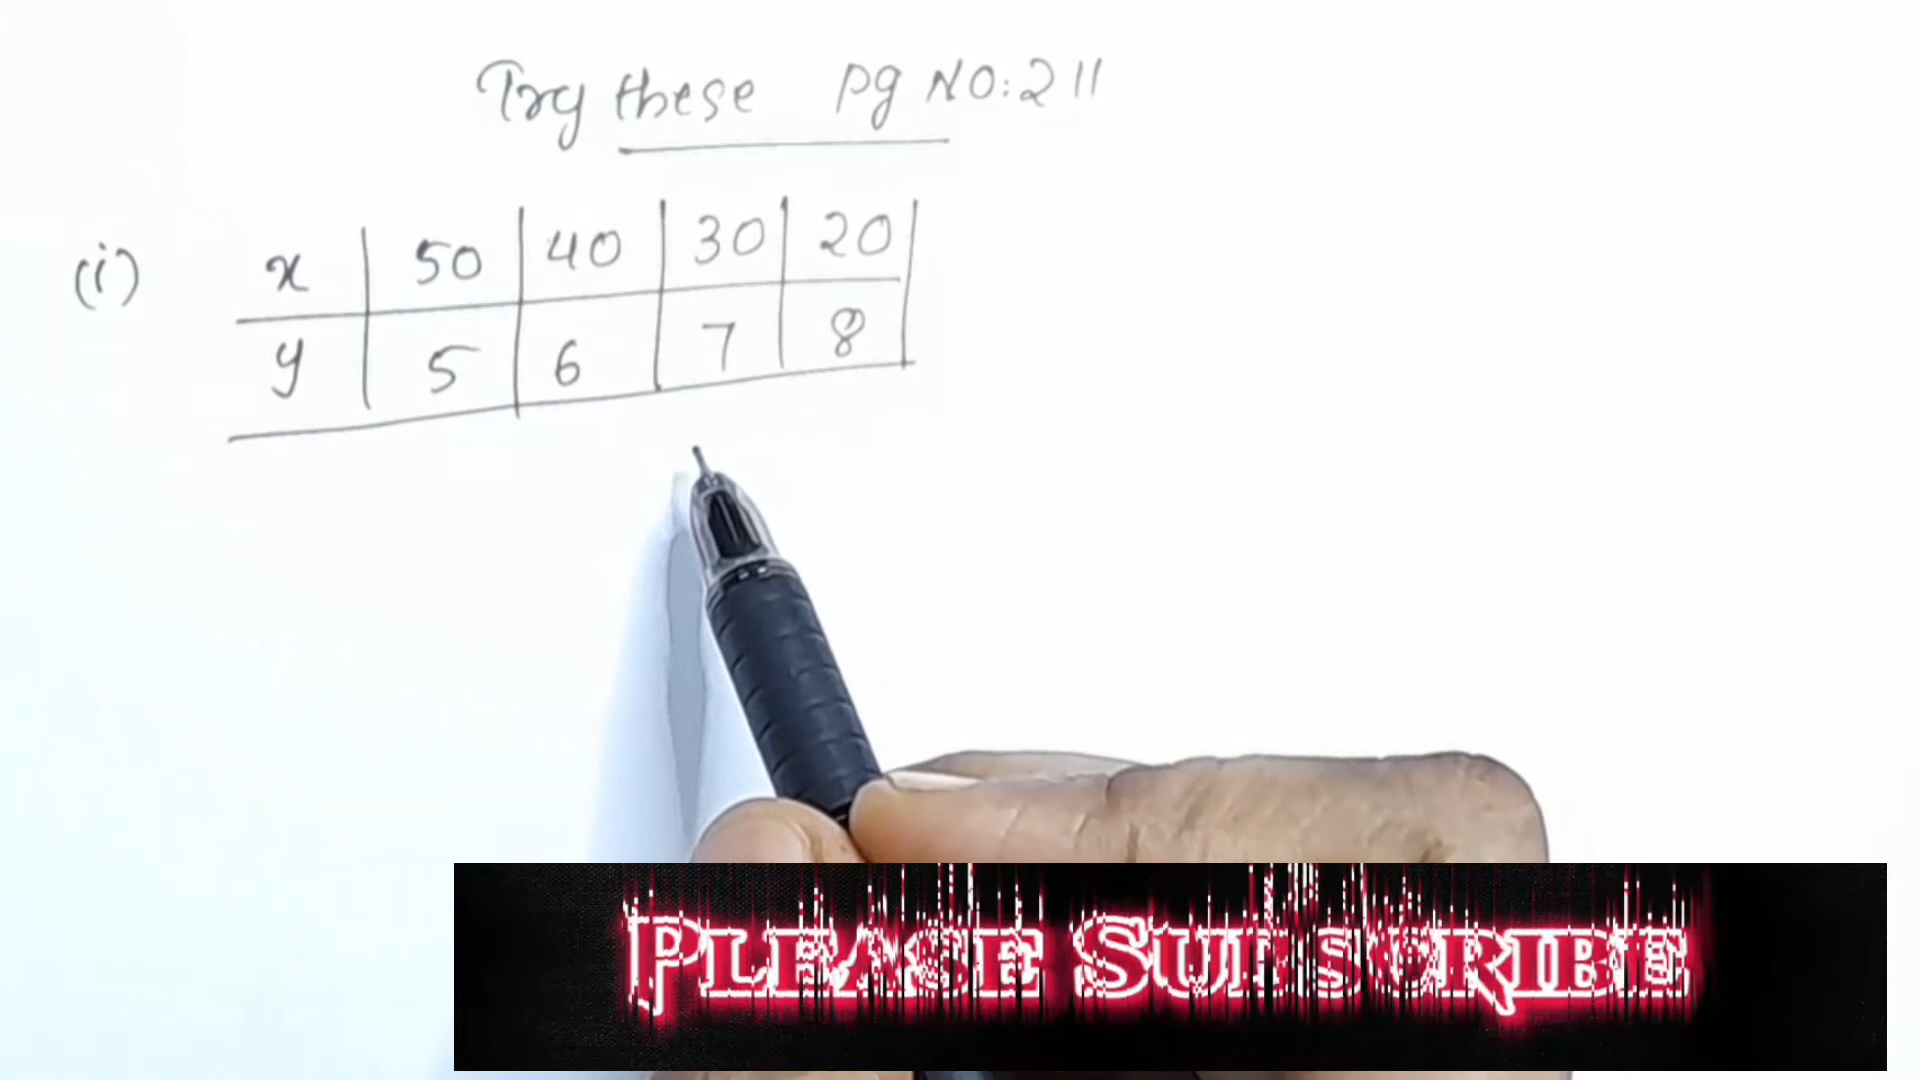 Try these pg NO: 211
(i) x 50 40 30 20
y 5 6 7 8
PLEASE SUBSCRIBE